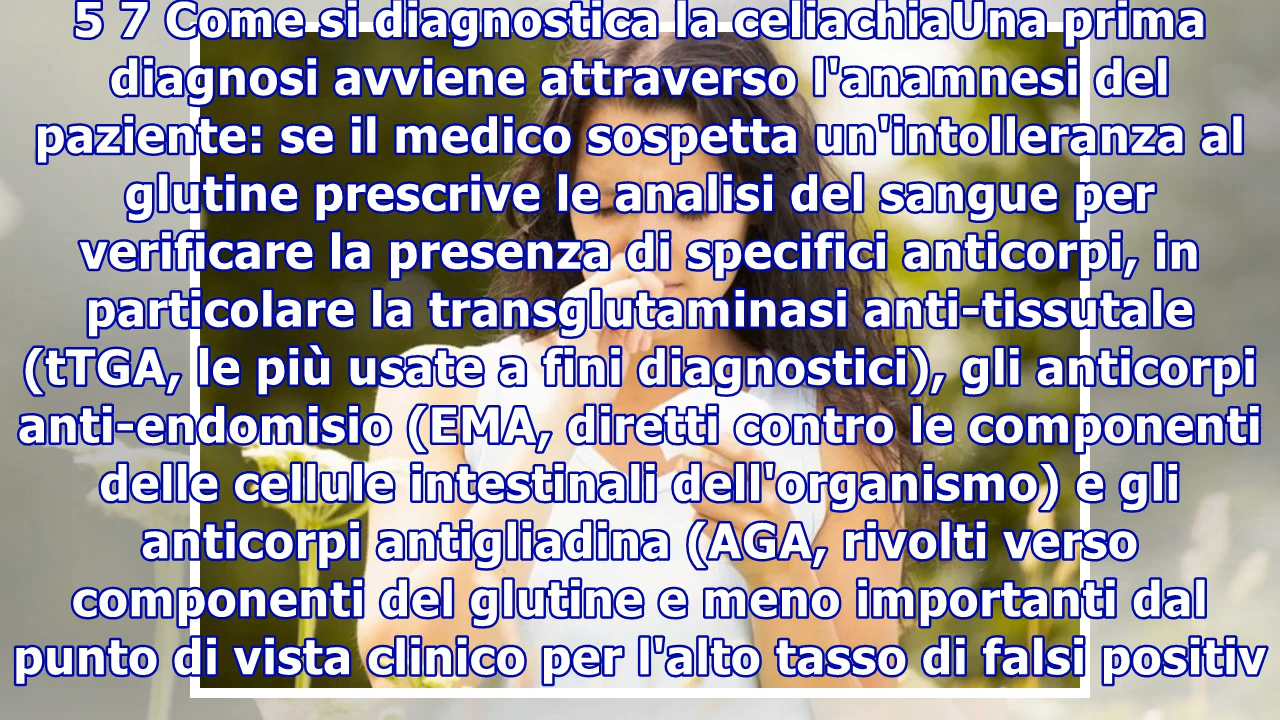 5 7 Come si diagnostica la celiachiaUna prima
diagnosi avviene attraverso l'anamnesi del
paziente: se il medico sospetta un'intolleranza al
glutine prescrive le analisi del sangue per
verificare la presenza di specifici anticorpi, in
particolare la transglutaminasi anti-tissutale
(tTGA, le più usate a fini diagnostici), gli anticorpi
anti-endomisio (EMA, diretti contro le componenti
delle cellule intestinali dell'organismo) e gli
anticorpi antigliadina (AGA, rivolti verso
componenti del glutine e meno importanti dal
punto di vista clinico per l'alto tasso di falsi positiv